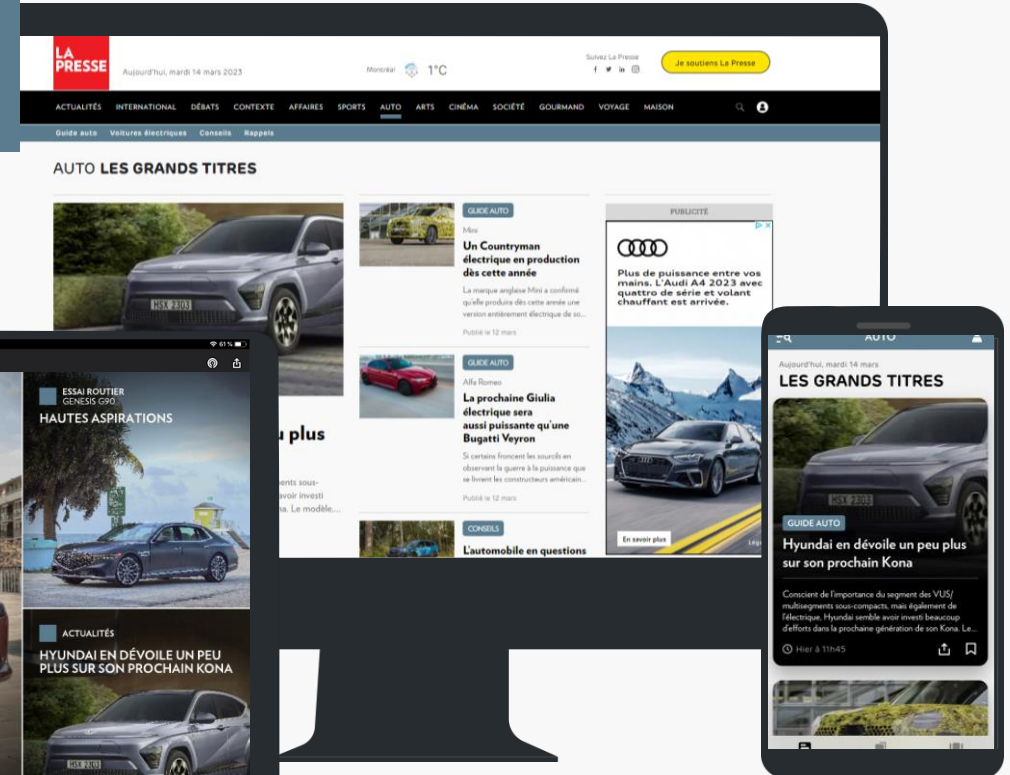 LA
PRESSE
Aujourd'hui, mardi 14 mars 2023
Montréal
1°C
Suivez La Presse
Je soutiens La Presse
ACTUALITÉS INTERNATIONAL DÉBATS CONTEXTE AFFAIRES SPORTS AUTO ARTS CINÉMA SOCIÉTÉ GOURMAND VOYAGE MAISON
Guide auto Voitures électriques Conseils Rappels
AUTO LES GRANDS TITRES
HSX 2303
u plus
ents sous-
avoir investi
na. Le modèle,...
GUIDE AUTO
Mini
Un Countryman
électrique en production
dès cette année
La marque anglaise Mini a confirmé
qu'elle produira dès cette année une
version entièrement électrique de so...
Publié le 12 mars
GUIDE AUTO
Alfa Romeo
La prochaine Giulia
électrique sera
aussi puissante qu'une
Bugatti Veyron
Si certains froncent les sourcils en
observant la guerre à la puissance que
se livrent les constructeurs américain...
Publié le 12 mars
CONSEILS
L'automobile en questions
PUBLICITÉ
Plus de puissance entre vos
mains. L'Audi A4 2023 avec
quattro de série et volant
chauffant est arrivée.
En savoir plus
61 %
ESSAI ROUTIER
GENESIS G90
HAUTES ASPIRATIONS
ACTUALITÉS
HYUNDAI EN DÉVOILE UN PEU
PLUS SUR SON PROCHAIN KONA
HSX 2303
AUTO
Aujourd'hui, mardi 14 mars
LES GRANDS TITRES
HSX 2303
GUIDE AUTO
Hyundai en dévoile un peu plus
sur son prochain Kona
Conscient de l'importance du segment des VUS/
multisegments sous-compacts, mais également de
l'électrique, Hyundai semble avoir investi beaucoup
d'efforts dans la prochaine génération de son Kona. Le...
Hier à 11h45